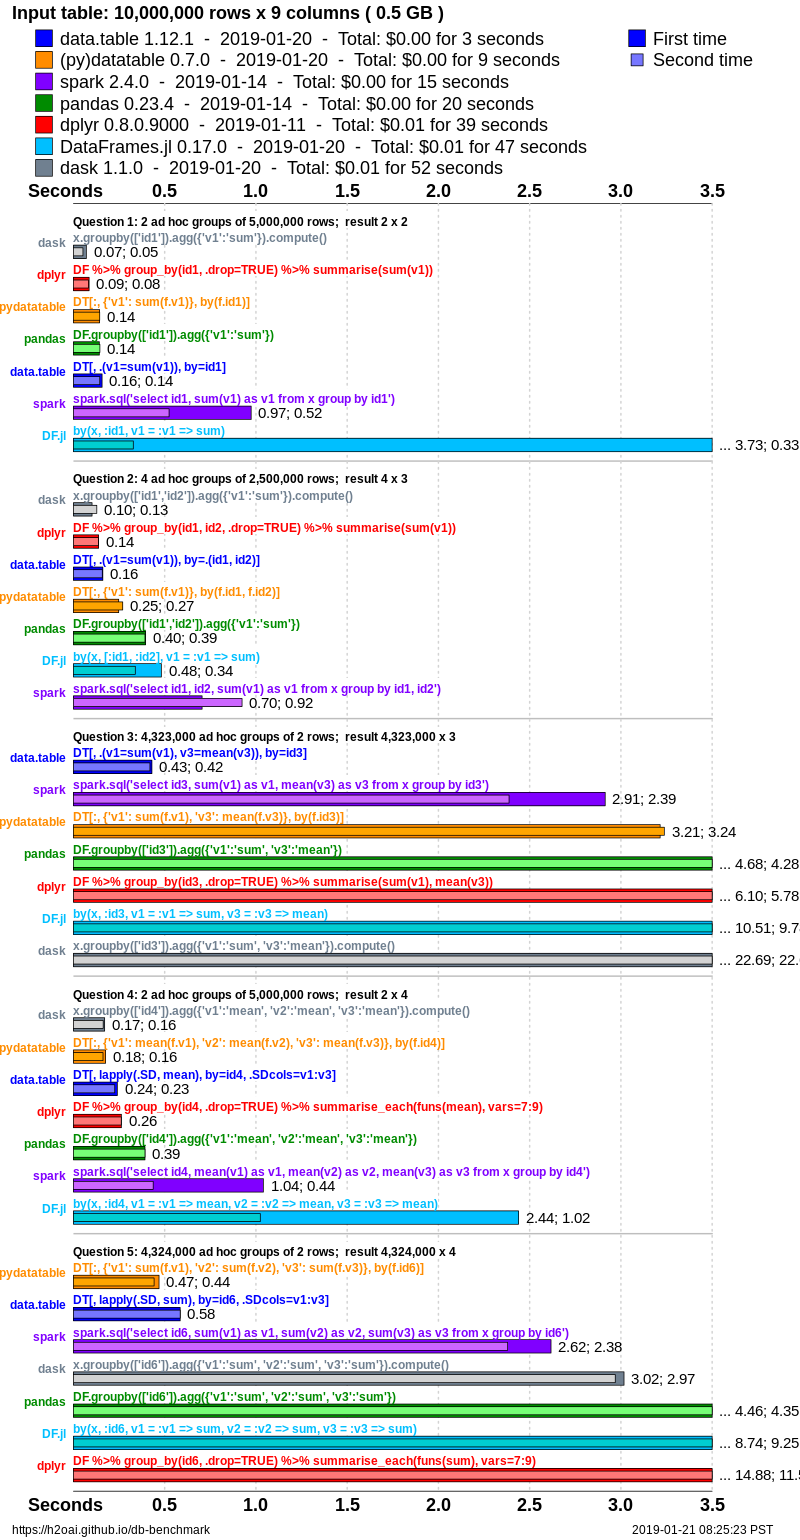 Input table: 10,000,000 rows x 9 columns ( 0.5 GB )
data.table 1.12.1 - 2019-01-20 - Total: $0.00 for 3 seconds
First time
(py)datatable 0.7.0 - 2019-01-20 - Total: $0.00 for 9 seconds
Second time
spark 2.4.0 - 2019-01-14 - Total: $0.00 for 15 seconds
pandas 0.23.4 - 2019-01-14 - Total: $0.00 for 20 seconds
dplyr 0.8.0.9000 - 2019-01-11 - Total: $0.01 for 39 seconds
DataFrames.jl 0.17.0 - 2019-01-20 - Total: $0.01 for 47 seconds
dask 1.1.0 - 2019-01-20 - Total: $0.01 for 52 seconds
Seconds 0.5 1.0 1.5 2.0 2.5 3.0 3.5
Question 1: 2 ad hoc groups of 5,000,000 rows; result 2 x 2
x.groupby(['id1']).agg({'v1':'sum'}).compute()
dask 0.07; 0.05
DF %>% group_by(id1, .drop=TRUE) %>% summarise(sum(v1))
dplyr 0.09; 0.08
DT[:, {'v1': sum(f.v1)}, by(f.id1)]
pydatatable 0.14
DF.groupby(['id1']).agg({'v1':'sum'})
pandas 0.14
DT[, .(v1=sum(v1)), by=id1]
data.table 0.16; 0.14
spark.sql('select id1, sum(v1) as v1 from x group by id1')
spark 0.97; 0.52
by(x, :id1, v1 = :v1 => sum)
DF.jl ... 3.73; 0.33
Question 2: 4 ad hoc groups of 2,500,000 rows; result 4 x 3
x.groupby(['id1','id2']).agg({'v1':'sum'}).compute()
dask 0.10; 0.13
DF %>% group_by(id1, id2, .drop=TRUE) %>% summarise(sum(v1))
dplyr 0.14
DT[, .(v1=sum(v1)), by=.(id1, id2)]
data.table 0.16
DT[:, {'v1': sum(f.v1)}, by(f.id1, f.id2)]
pydatatable 0.25; 0.27
DF.groupby(['id1','id2']).agg({'v1':'sum'})
pandas 0.40; 0.39
by(x, [:id1, :id2], v1 = :v1 => sum)
DF.jl 0.48; 0.34
spark.sql('select id1, id2, sum(v1) as v1 from x group by id1, id2')
spark 0.70; 0.92
Question 3: 4,323,000 ad hoc groups of 2 rows; result 4,323,000 x 3
DT[, .(v1=sum(v1), v3=mean(v3)), by=id3]
data.table 0.43; 0.42
spark.sql('select id3, sum(v1) as v1, mean(v3) as v3 from x group by id3')
spark 2.91; 2.39
DT[:, {'v1': sum(f.v1), 'v3': mean(f.v3)}, by(f.id3)]
pydatatable 3.21; 3.24
DF.groupby(['id3']).agg({'v1':'sum', 'v3':'mean'})
pandas ... 4.68; 4.28
DF %>% group_by(id3, .drop=TRUE) %>% summarise(sum(v1), mean(v3))
dplyr ... 6.10; 5.78
by(x, :id3, v1 = :v1 => sum, v3 = :v3 => mean)
DF.jl ... 10.51; 9.7
x.groupby(['id3']).agg({'v1':'sum', 'v3':'mean'}).compute()
dask ... 22.69; 22.
Question 4: 2 ad hoc groups of 5,000,000 rows; result 2 x 4
x.groupby(['id4']).agg({'v1':'mean', 'v2':'mean', 'v3':'mean'}).compute()
dask 0.17; 0.16
DT[:, {'v1': mean(f.v1), 'v2': mean(f.v2), 'v3': mean(f.v3)}, by(f.id4)]
pydatatable 0.18; 0.16
DT[, lapply(.SD, mean), by=id4, .SDcols=v1:v3]
data.table 0.24; 0.23
DF %>% group_by(id4, .drop=TRUE) %>% summarise_each(funs(mean), vars=7:9)
dplyr 0.26
DF.groupby(['id4']).agg({'v1':'mean', 'v2':'mean', 'v3':'mean'})
pandas 0.39
spark.sql('select id4, mean(v1) as v1, mean(v2) as v2, mean(v3) as v3 from x group by id4')
spark 1.04; 0.44
by(x, :id4, v1 = :v1 => mean, v2 = :v2 => mean, v3 = :v3 => mean)
DF.jl 2.44; 1.02
Question 5: 4,324,000 ad hoc groups of 2 rows; result 4,324,000 x 4
DT[:, {'v1': sum(f.v1), 'v2': sum(f.v2), 'v3': sum(f.v3)}, by(f.id6)]
pydatatable 0.47; 0.44
DT[, lapply(.SD, sum), by=id6, .SDcols=v1:v3]
data.table 0.58
spark.sql('select id6, sum(v1) as v1, sum(v2) as v2, sum(v3) as v3 from x group by id6')
spark 2.62; 2.38
x.groupby(['id6']).agg({'v1':'sum', 'v2':'sum', 'v3':'sum'}).compute()
dask 3.02; 2.97
DF.groupby(['id6']).agg({'v1':'sum', 'v2':'sum', 'v3':'sum'})
pandas ... 4.46; 4.35
by(x, :id6, v1 = :v1 => sum, v2 = :v2 => sum, v3 = :v3 => sum)
DF.jl ... 8.74; 9.25
DF %>% group_by(id6, .drop=TRUE) %>% summarise_each(funs(sum), vars=7:9)
dplyr ... 14.88; 11.5
Seconds 0.5 1.0 1.5 2.0 2.5 3.0 3.5
https://h2oai.github.io/db-benchmark
2019-01-21 08:25:23 PST